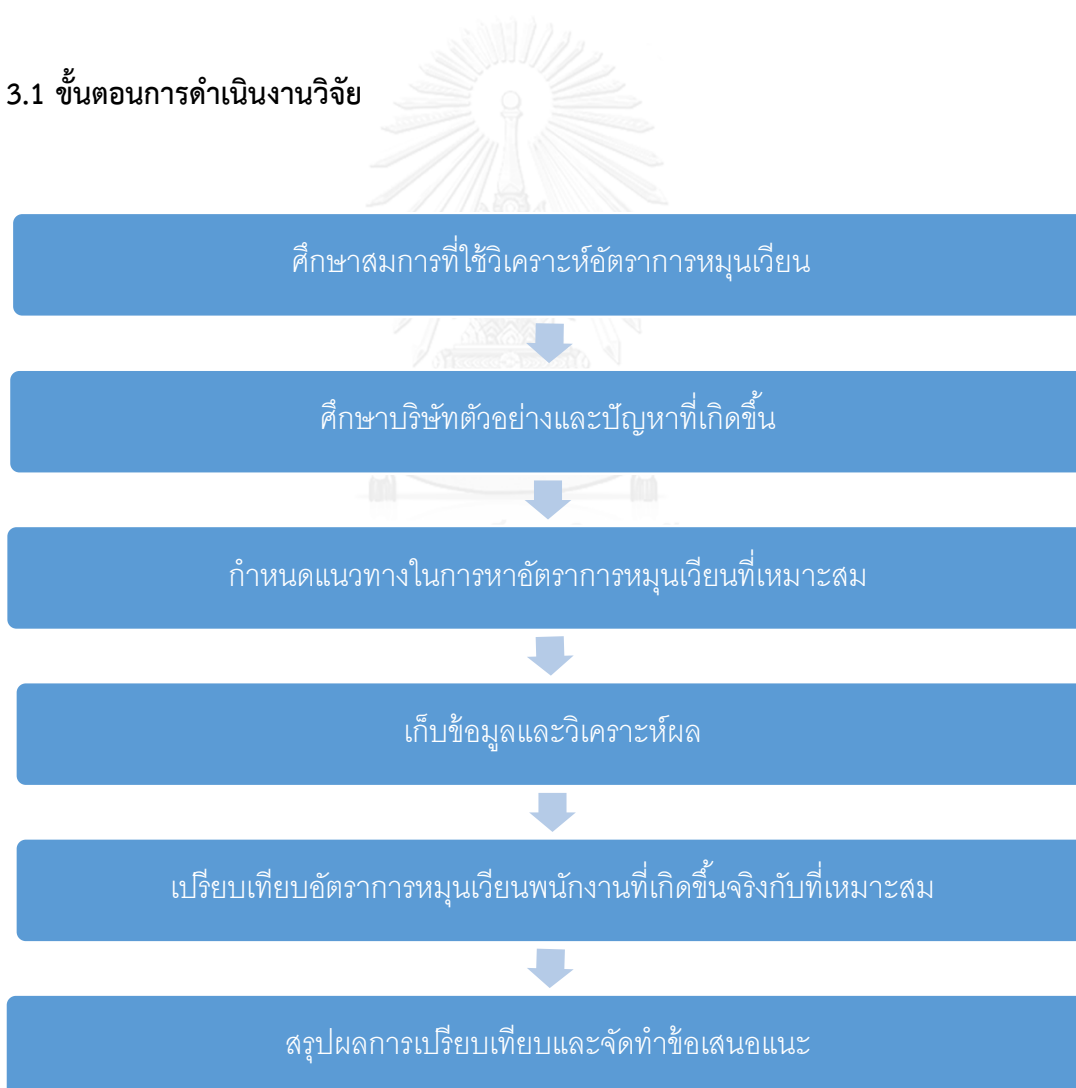 3.1 ขั้นตอนการดำเนินงานวิจัย
ศึกษาสมการที่ใช้วิเคราะห์อัตราการหมุนเวียน
ศึกษาบริษัทตัวอย่างและปัญหาที่เกิดขึ้น
กำหนดแนวทางในการหาอัตราการหมุนเวียนที่เหมาะสม
เก็บข้อมูลและวิเคราะห์ผล
เปรียบเทียบอัตราการหมุนเวียนพนักงานที่เกิดขึ้นจริงกับที่เหมาะสม
สรุปผลการเปรียบเทียบและจัดทำข้อเสนอแนะ